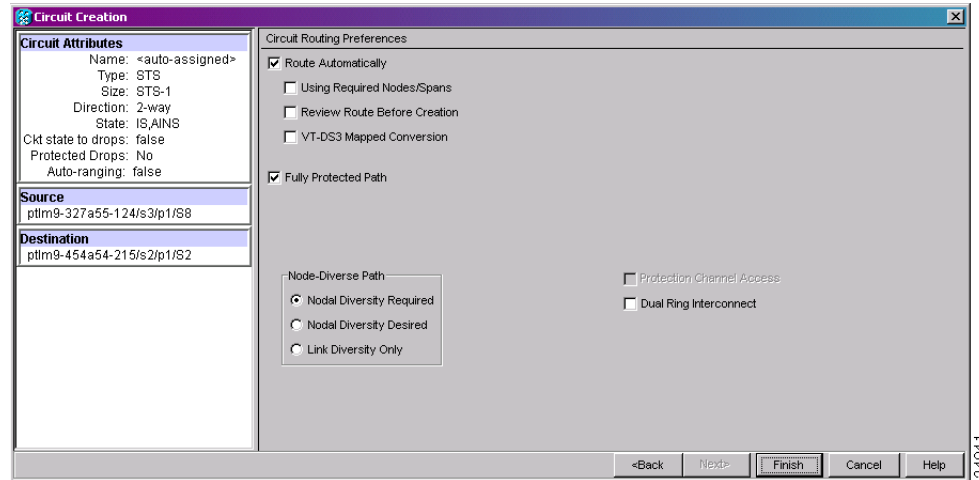 Circuit Creation
Circuit Attributes
Name: <auto-assigned>
Type: STS
Size: STS-1
Direction: 2-way
State: IS,AINS
Ckt state to drops: false
Protected Drops: No
Auto-ranging: false
Source
ptlm9-327a55-124/s3/p1/S8
Destination
ptlm9-454a54-215/s2/p1/S2
Circuit Routing Preferences
Route Automatically
Using Required Nodes/Spans
Review Route Before Creation
VT-DS3 Mapped Conversion
Fully Protected Path
Node-Diverse Path
Nodal Diversity Required
Nodal Diversity Desired
Link Diversity Only
Protection Channel Access
Dual Ring Interconnect
<Back
Next>
Finish
Cancel
Help